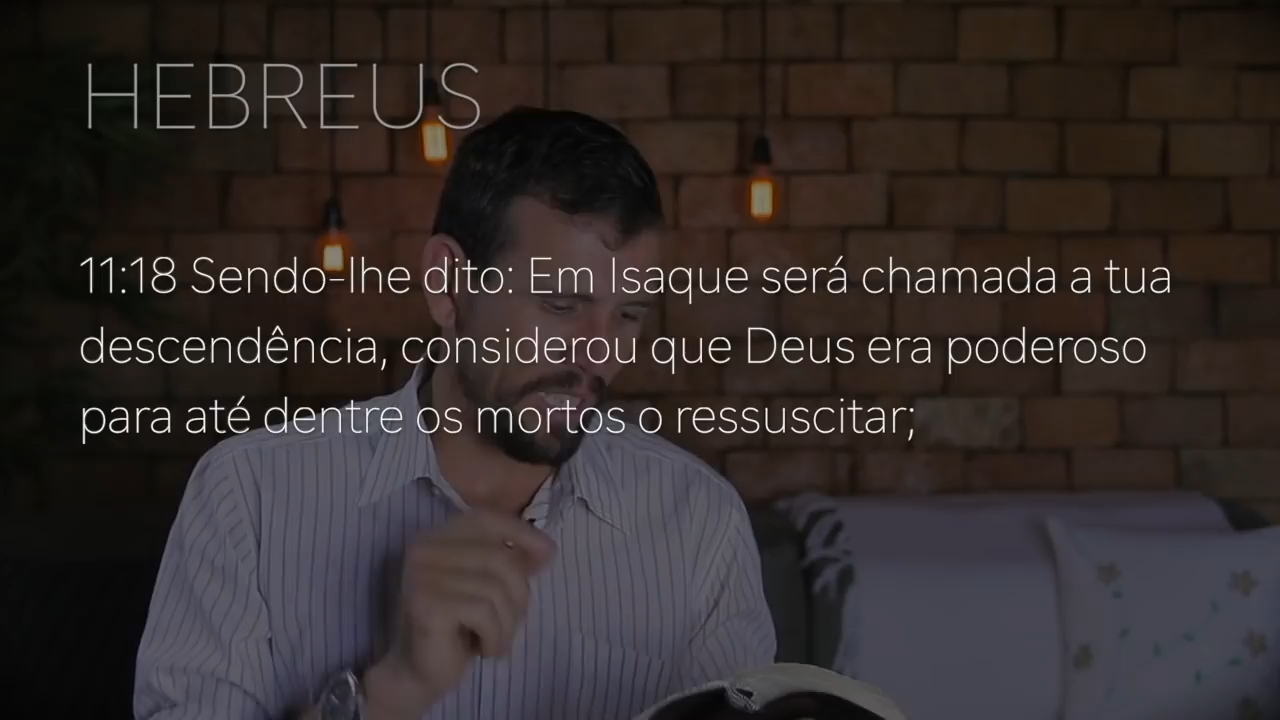 HEBREUS
11:18 Sendo-lhe dito: Em Isaque será chamada a tua
descendência, considerou que Deus era poderoso
para até dentre os mortos o ressuscitar;